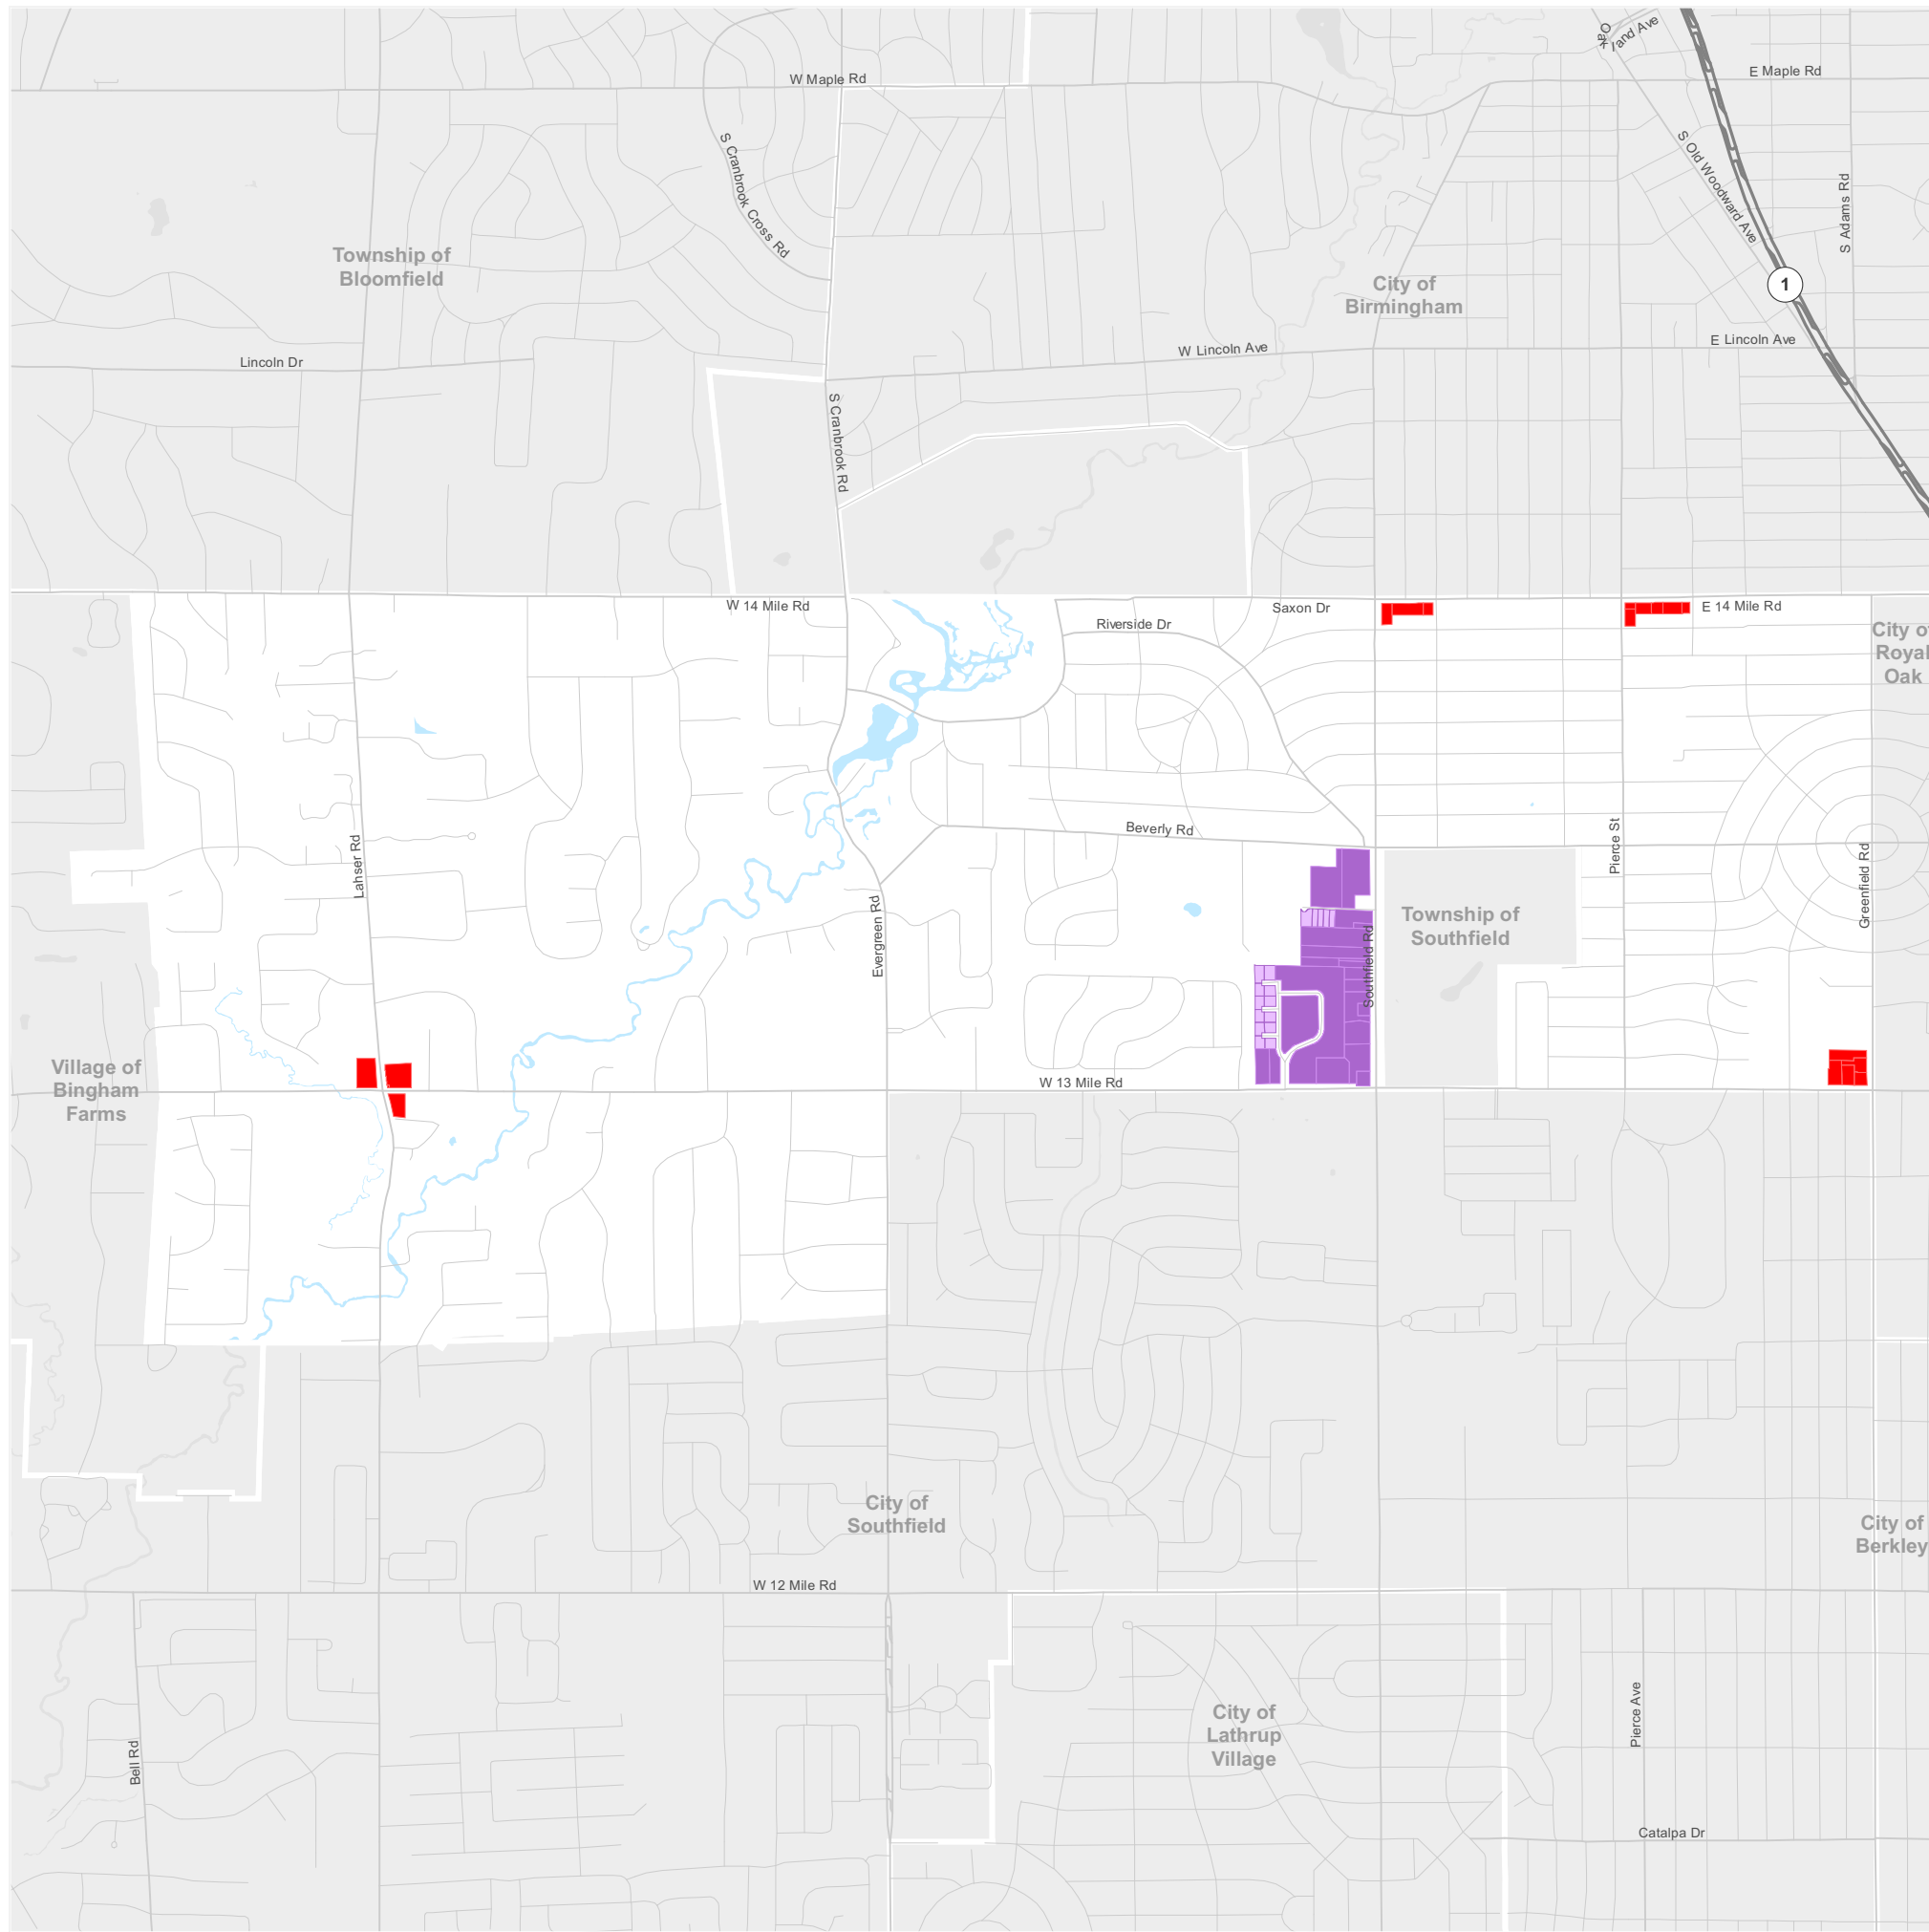 Oak
land Ave
E Maple Rd
W Maple Rd
S Cranbrook Cross Rd
S Old Woodward Ave
S Adams Rd
Township of
Bloomfield
City of
Birmingham
1
Lincoln Dr
W Lincoln Ave
E Lincoln Ave
S Cranbrook Rd
W 14 Mile Rd
Saxon Dr
E 14 Mile Rd
Riverside Dr
City of
Royal
Oak
Beverly Rd
Pierce St
Lahser Rd
Greenfield Rd
Evergreen Rd
Southfield Rd
Township of
Southfield
Village of
Bingham
Farms
W 13 Mile Rd
City of
Southfield
City of
Berkley
W 12 Mile Rd
City of
Lathrup
Village
Pierce Ave
Bell Rd
Catalpa Dr